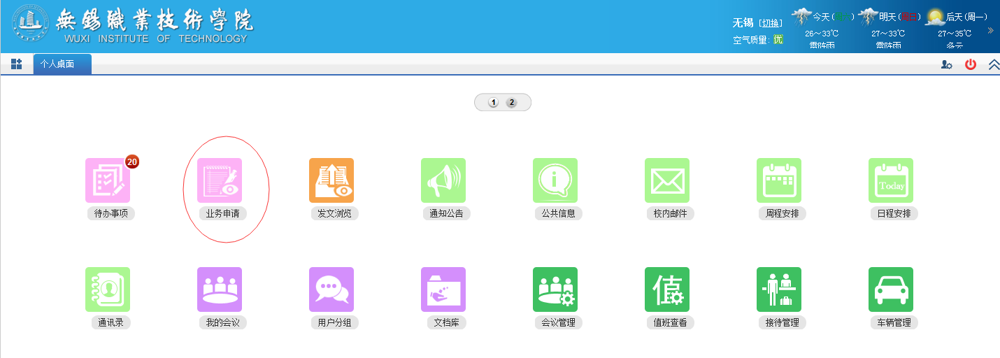 無錫職業技術學院
WUXI INSTITUTE OF TECHNOLOGY
无锡 [切换]
空气质量: 优
今天(周六)
26～33℃
雷阵雨
明天(周日)
27～33℃
雷阵雨
后天(周一)
27～35℃
多云
个人桌面
1 2
20
待办事项 业务申请 发文浏览 通知公告 公共信息 校内邮件 周程安排 日程安排
Today
通讯录 我的会议 用户分组 文档库 会议管理 值班查看 接待管理 车辆管理
值